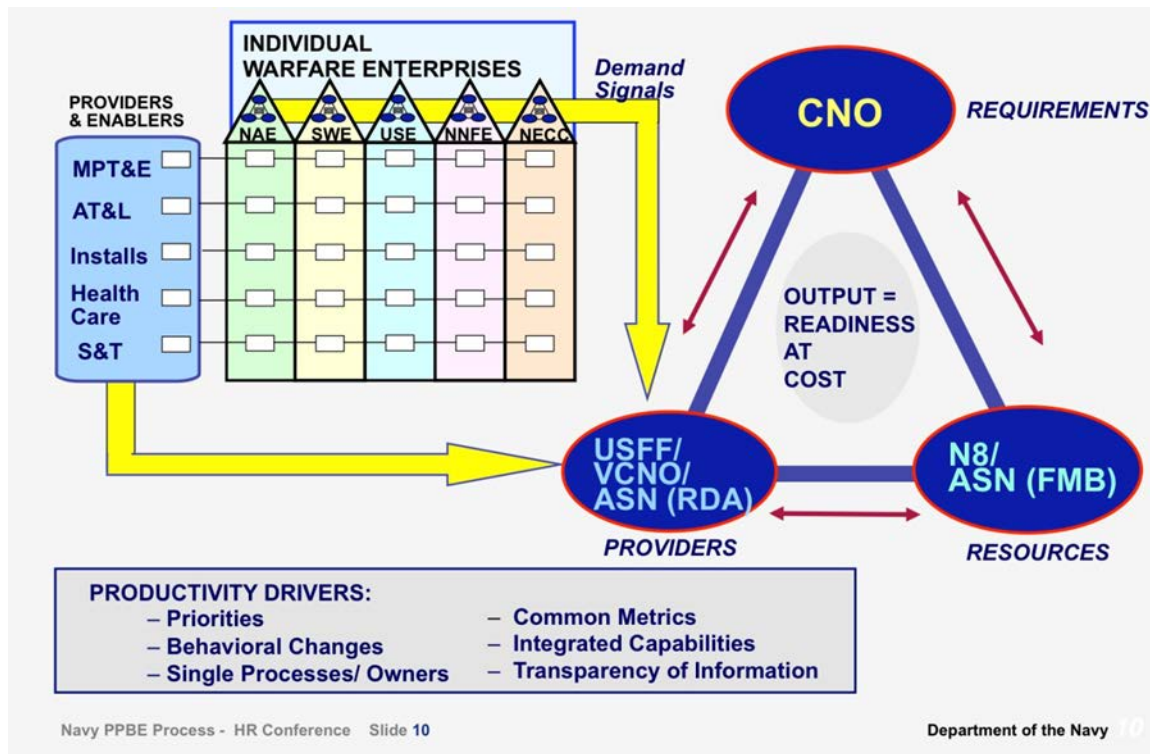 INDIVIDUAL
WARFARE ENTERPRISES
Demand
Signals
PROVIDERS
& ENABLERS
NAE
SWE
USE
NNFE
NECC
MPT&E
AT&L
Installs
Health
Care
S&T
CNO
REQUIREMENTS
OUTPUT =
READINESS
AT
COST
USFF/
VCNO/
ASN (RDA)
PROVIDERS
N8/
ASN (FMB)
RESOURCES
PRODUCTIVITY DRIVERS:
– Priorities
– Behavioral Changes
– Single Processes/ Owners
– Common Metrics
– Integrated Capabilities
– Transparency of Information
Navy PPBE Process - HR Conference Slide 10
Department of the Navy 10